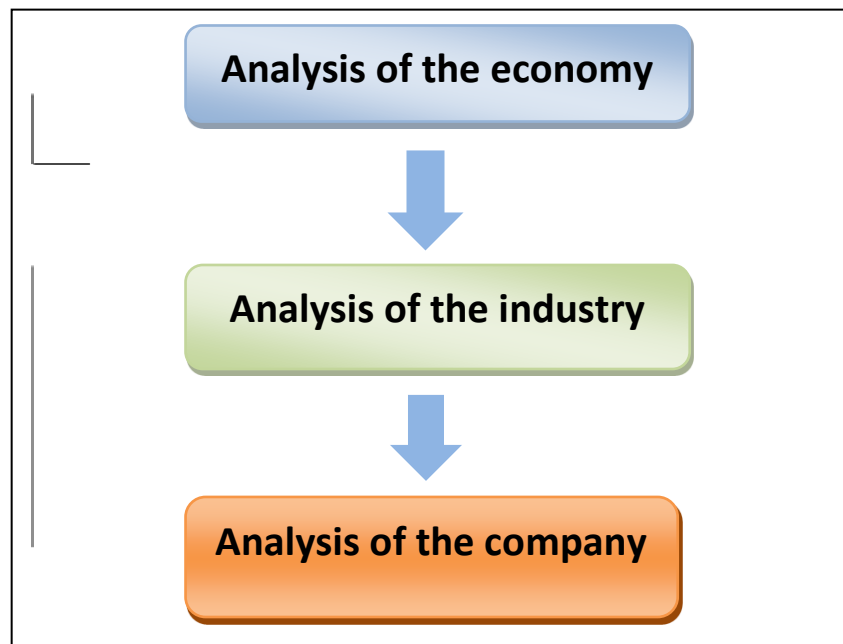 Analysis of the economy
Analysis of the industry
Analysis of the company